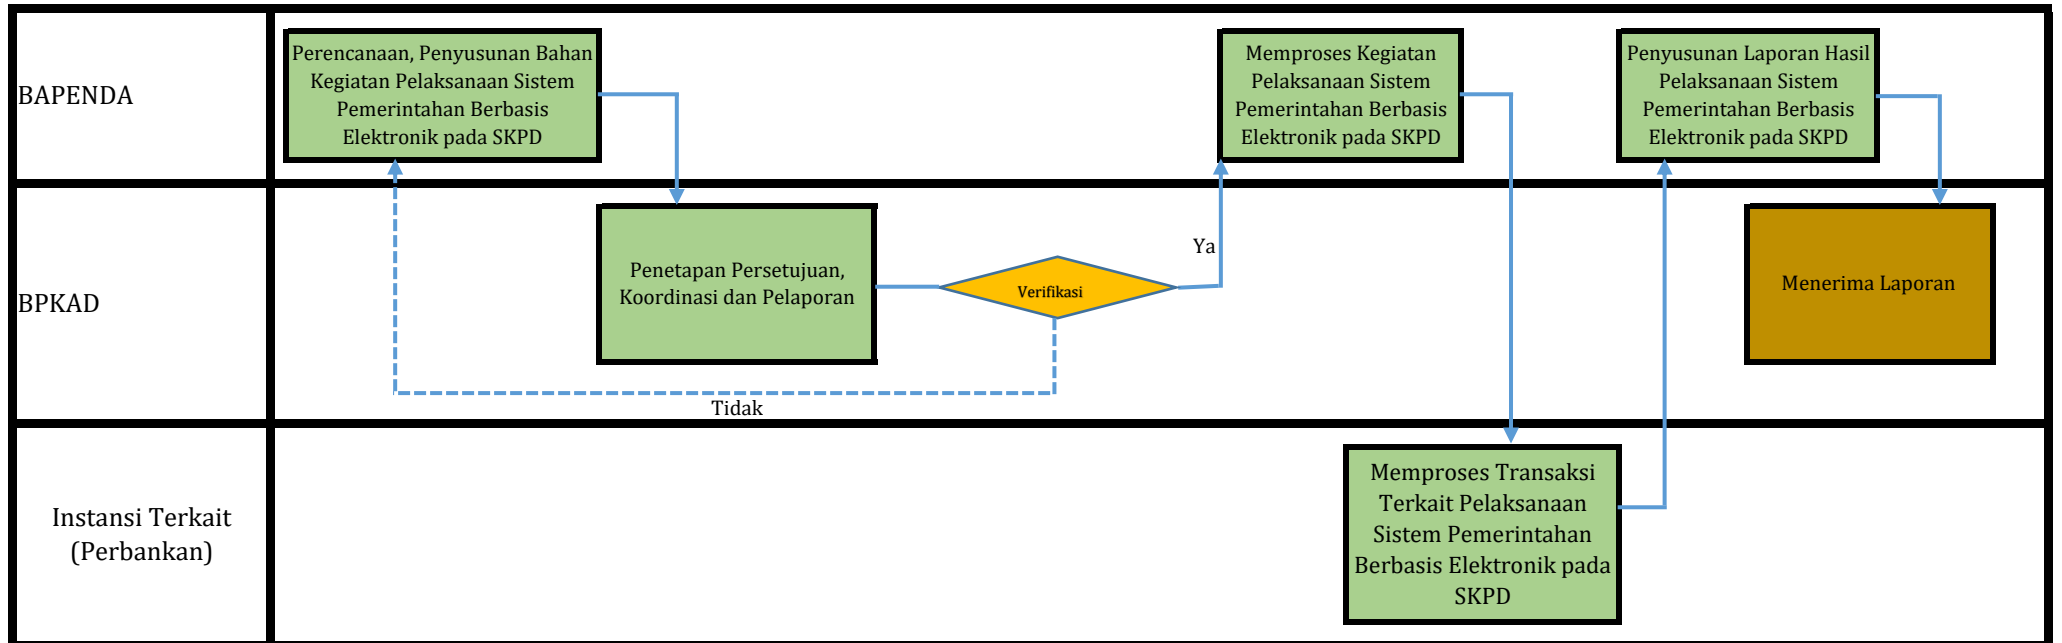 BAPENDA
Perencanaan, Penyusunan Bahan
Kegiatan Pelaksanaan Sistem
Pemerintahan Berbasis
Elektronik pada SKPD
Memproses Kegiatan
Pelaksanaan Sistem
Pemerintahan Berbasis
Elektronik pada SKPD
Penyusunan Laporan Hasil
Pelaksanaan Sistem
Pemerintahan Berbasis
Elektronik pada SKPD
BPKAD
Penetapan Persetujuan,
Koordinasi dan Pelaporan
Verifikasi
Ya
Tidak
Menerima Laporan
Instansi Terkait
(Perbankan)
Memproses Transaksi
Terkait Pelaksanaan
Sistem Pemerintahan
Berbasis Elektronik pada
SKPD